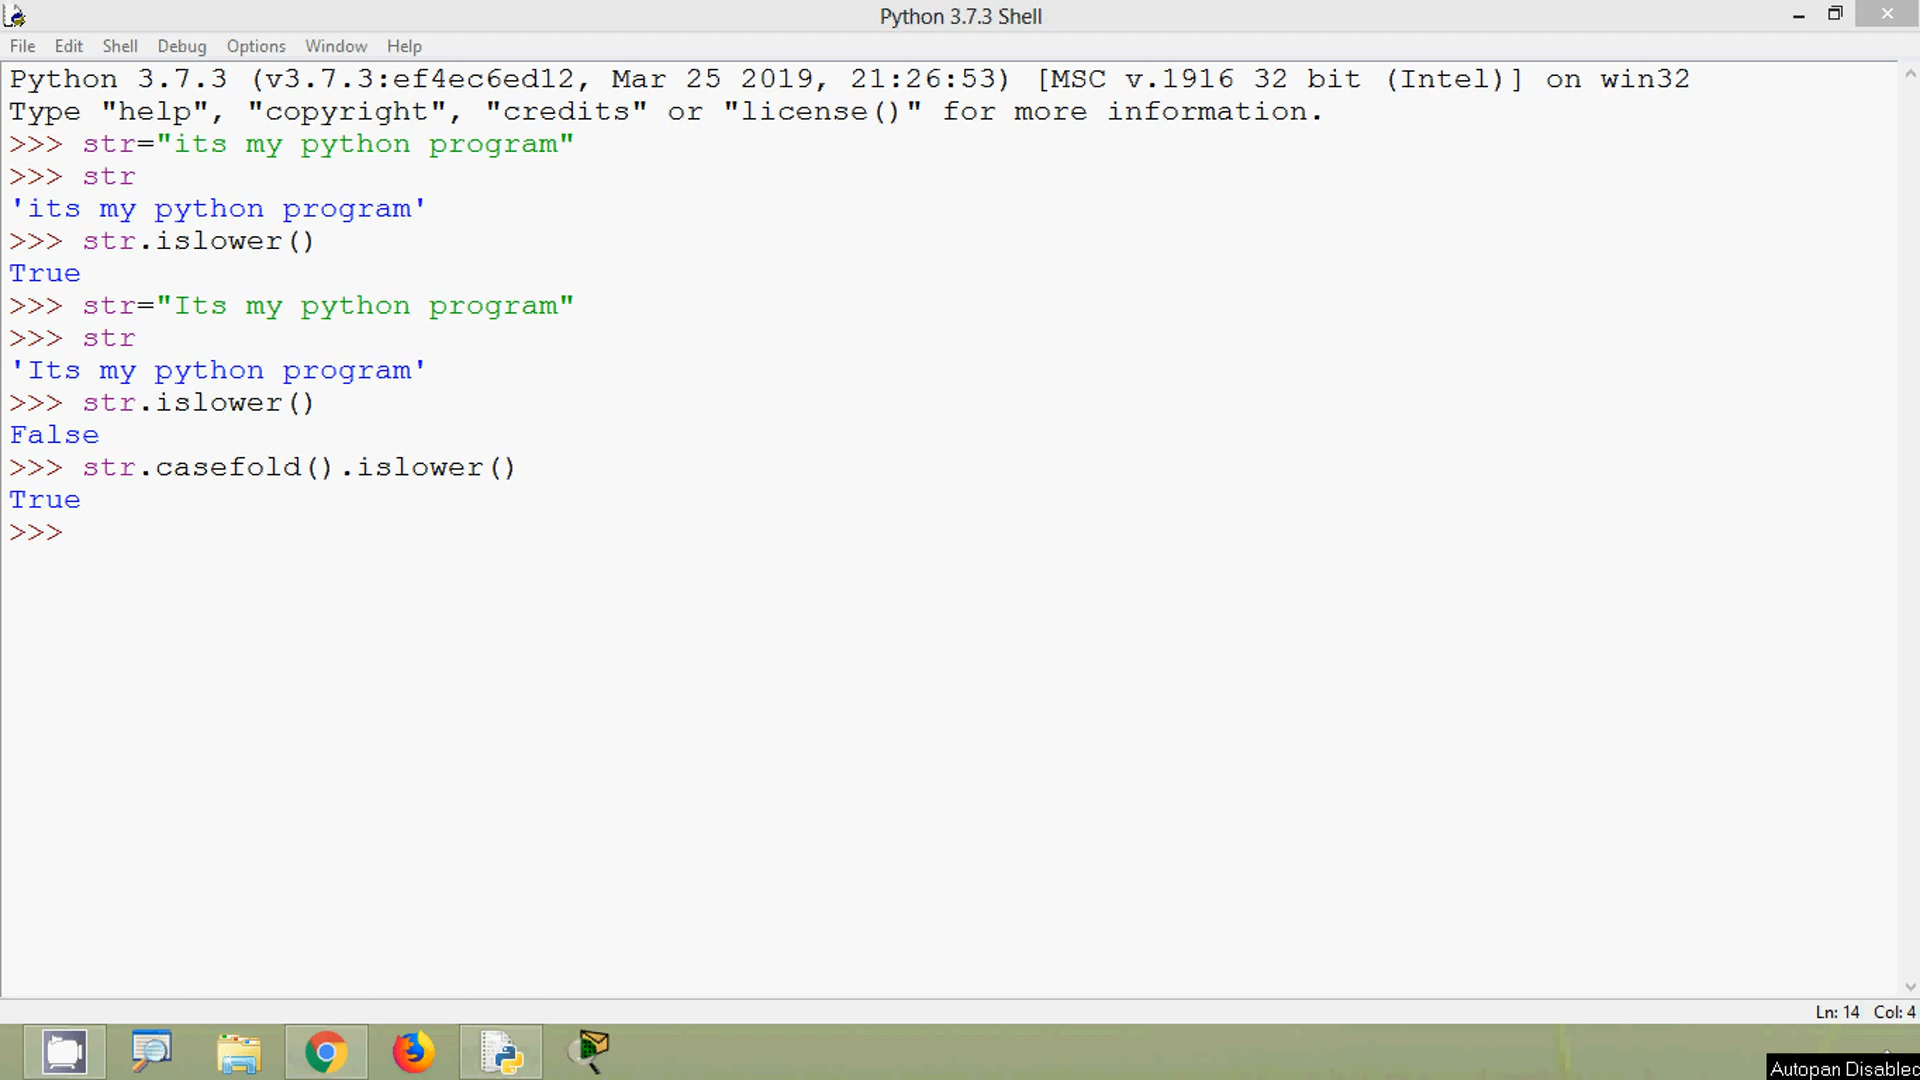 Python 3.7.3 Shell
File Edit Shell Debug Options Window Help
Python 3.7.3 (v3.7.3:ef4ec6ed12, Mar 25 2019, 21:26:53) [MSC v.1916 32 bit (Intel)] on win32
Type "help", "copyright", "credits" or "license()" for more information.
>>> str="its my python program"
>>> str
'its my python program'
>>> str.islower()
True
>>> str="Its my python program"
>>> str
'Its my python program'
>>> str.islower()
False
>>> str.casefold().islower()
True
>>>
Ln: 14 Col: 4
Autopan Disablec